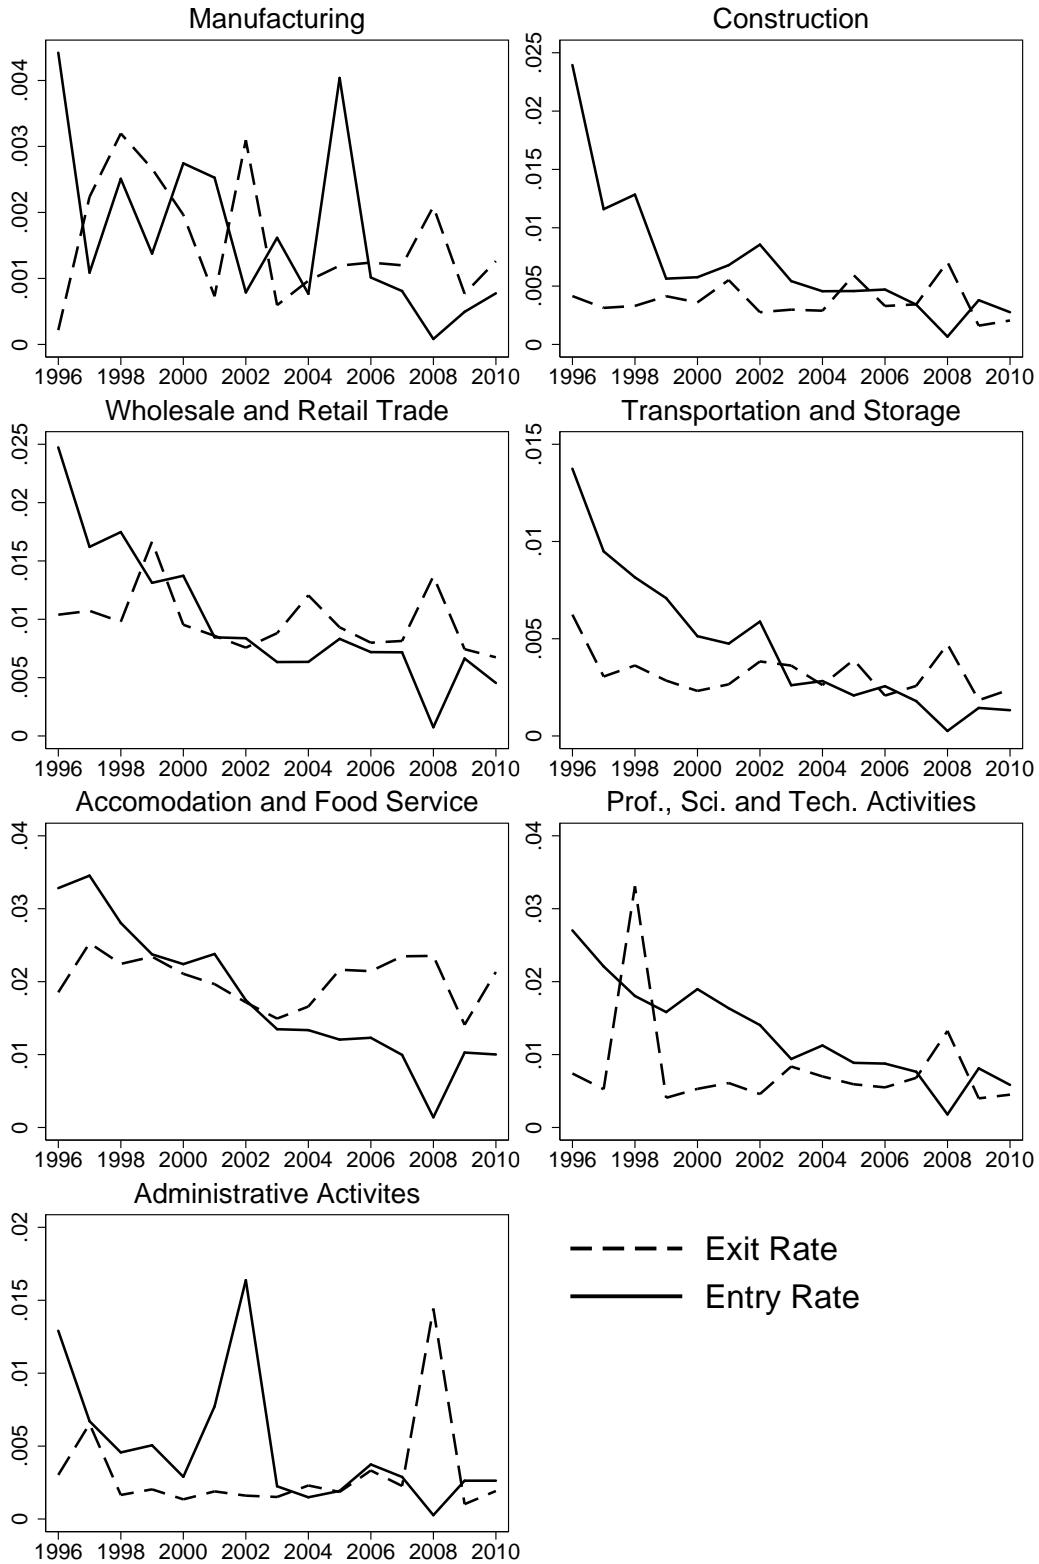 Manufacturing
.004
.003
.002
.001
0
1996 1998 2000 2002 2004 2006 2008 2010
Construction
.025
.02
.015
.01
.005
0
1996 1998 2000 2002 2004 2006 2008 2010
Wholesale and Retail Trade
.025
.02
.015
.01
.005
0
1996 1998 2000 2002 2004 2006 2008 2010
Transportation and Storage
.015
.01
.005
0
1996 1998 2000 2002 2004 2006 2008 2010
Accomodation and Food Service
.04
.03
.02
.01
0
1996 1998 2000 2002 2004 2006 2008 2010
Prof., Sci. and Tech. Activities
.04
.03
.02
.01
0
1996 1998 2000 2002 2004 2006 2008 2010
Administrative Activites
.02
.015
.01
.005
0
1996 1998 2000 2002 2004 2006 2008 2010
Exit Rate
Entry Rate